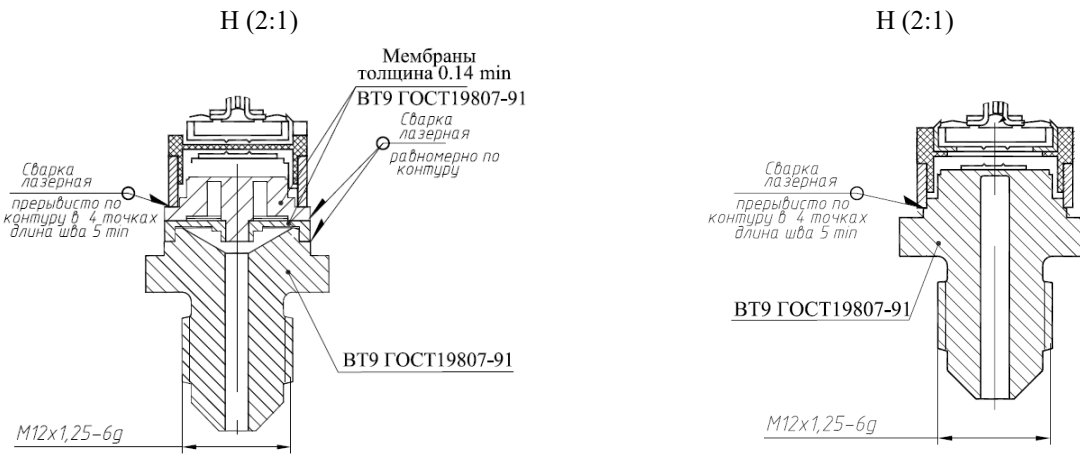 Н (2:1)
Мембраны
толщина 0.14 min
ВТ9 ГОСТ19807-91
Сварка
лазерная
равномерно по
контуру
Сварка
лазерная
прерывисто по
контуру в 4 точках
длина шва 5 min
ВТ9 ГОСТ19807-91
М12х1,25-6g
Н (2:1)
Сварка
лазерная
прерывисто по
контуру в 4 точках
длина шва 5 min
ВТ9 ГОСТ19807-91
М12х1,25-6g